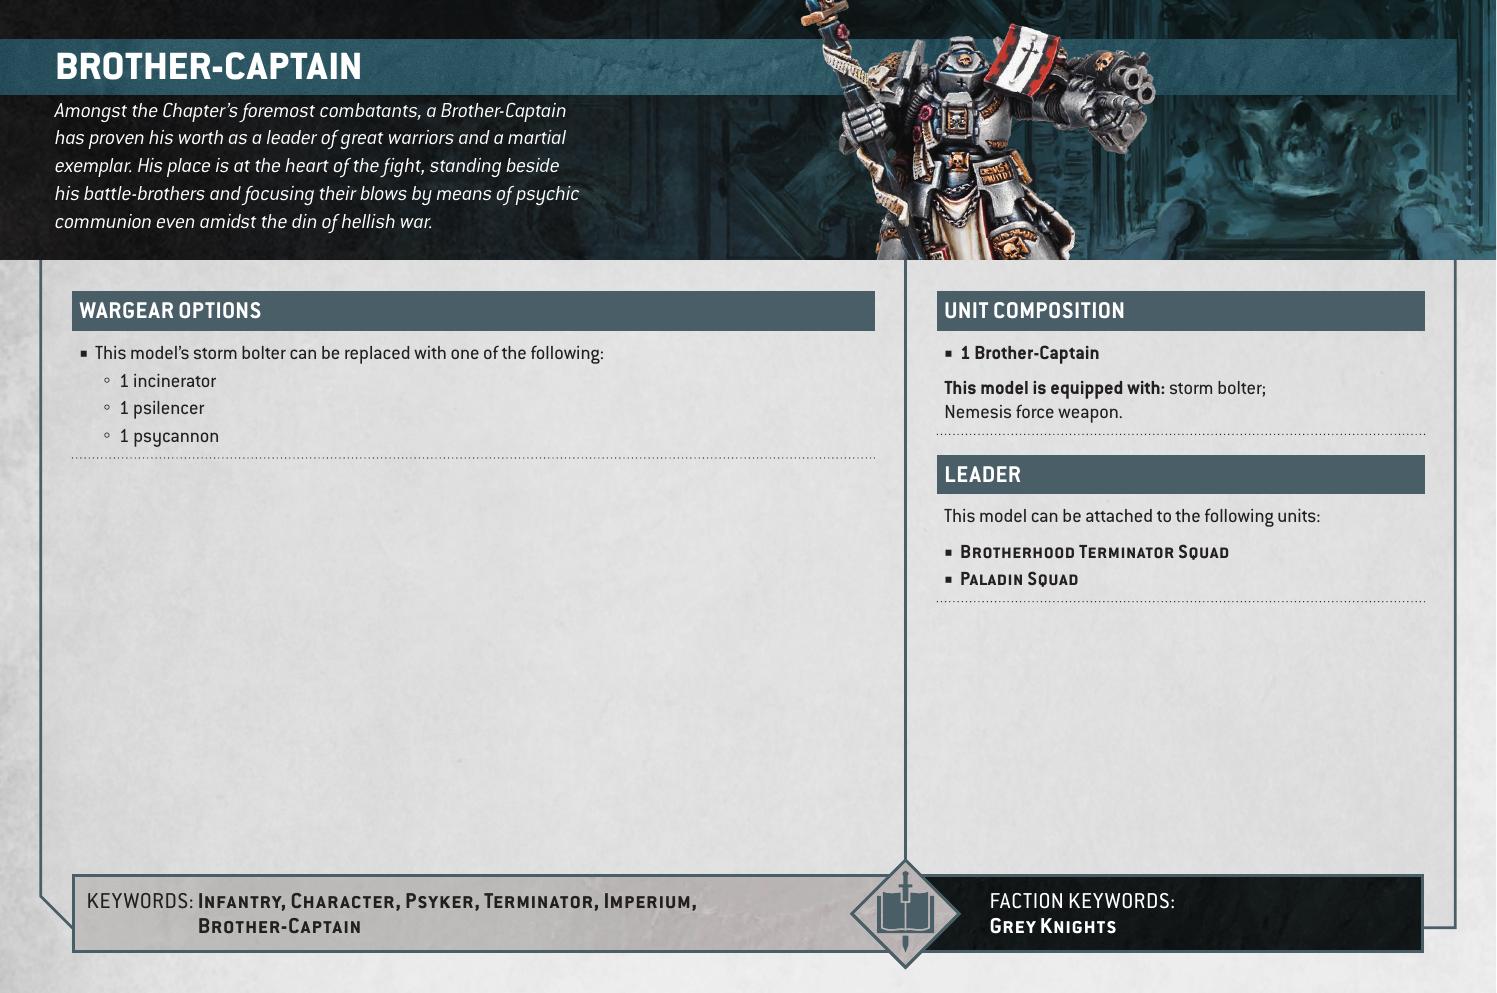 BROTHER-CAPTAIN
Amongst the Chapter's foremost combatants, a Brother-Captain
has proven his worth as a leader of great warriors and a martial
exemplar. His place is at the heart of the fight, standing beside
his battle-brothers and focusing their blows by means of psychic
communion even amidst the din of hellish war.
WARGEAR OPTIONS
▪ This model's storm bolter can be replaced with one of the following:
◦ 1 incinerator
◦ 1 psilencer
◦ 1 psycannon
UNIT COMPOSITION
▪ 1 Brother-Captain
This model is equipped with: storm bolter;
Nemesis force weapon.
LEADER
This model can be attached to the following units:
▪ BROTHERHOOD TERMINATOR SQUAD
▪ PALADIN SQUAD
KEYWORDS: INFANTRY, CHARACTER, PSYKER, TERMINATOR, IMPERIUM,
BROTHER-CAPTAIN
FACTION KEYWORDS:
GREY KNIGHTS